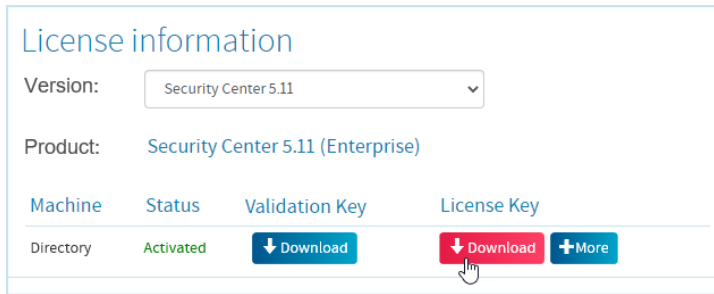 License information
Version: Security Center 5.11
Product: Security Center 5.11 (Enterprise)
Machine Status Validation Key License Key
Directory Activated Download Download +More